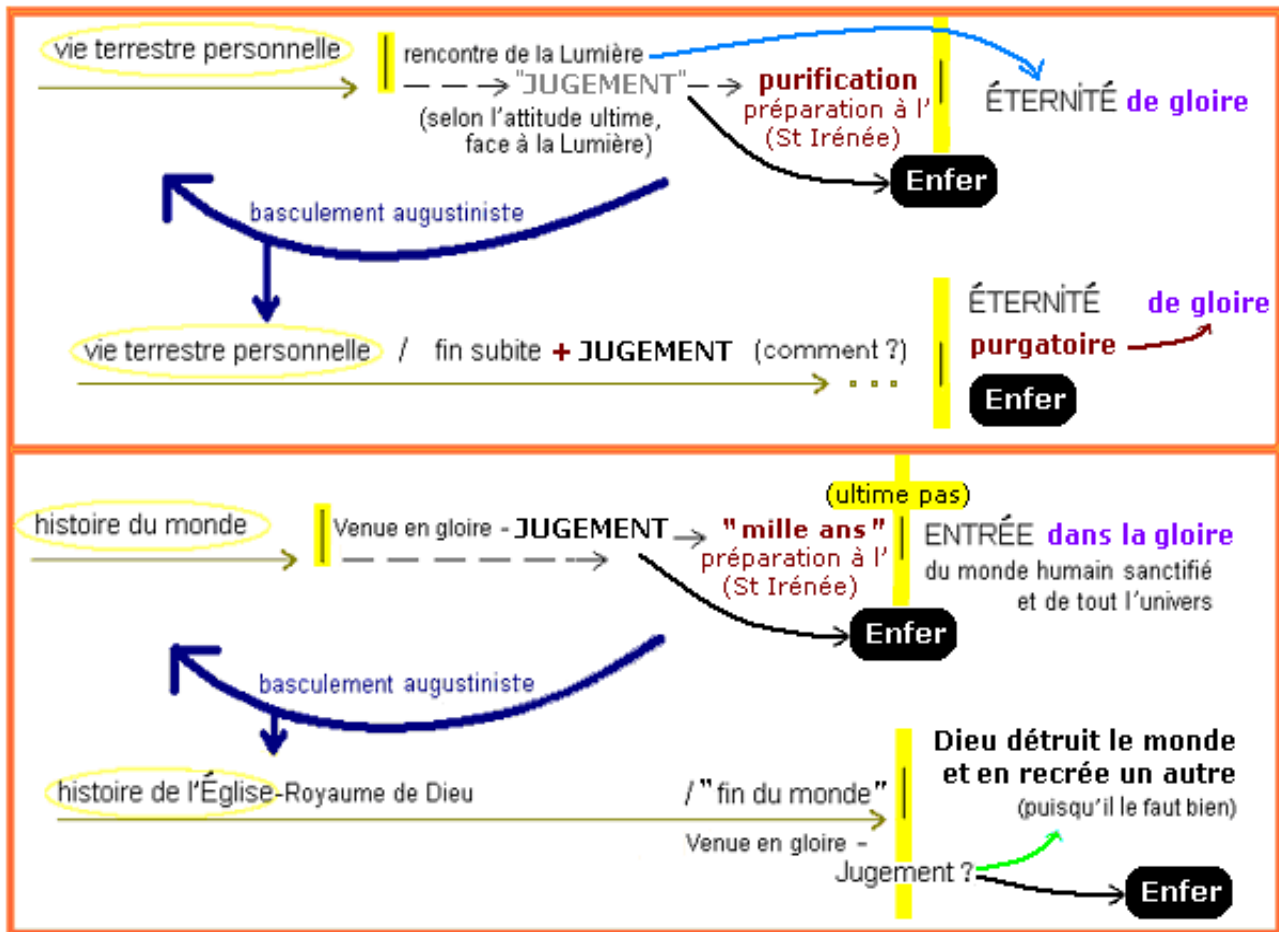 vie terrestre personnelle
rencontre de la Lumière
"JUGEMENT"
(selon l'attitude ultime,
face à la Lumière)
purification
préparation à l'
(St Irénée)
ÉTERNITÉ de gloire
Enfer
basculement augustiniste
vie terrestre personnelle / fin subite + JUGEMENT (comment ?)
ÉTERNITÉ de gloire
purgatoire
Enfer
histoire du monde
Venue en gloire - JUGEMENT
"mille ans"
préparation à l'
(St Irénée)
(ultime pas)
ENTRÉE dans la gloire
du monde humain sanctifié
et de tout l'univers
Enfer
basculement augustiniste
histoire de l'Église-Royaume de Dieu
/ "fin du monde"
Venue en gloire -
Jugement ?
Dieu détruit le monde
et en recrée un autre
(puisqu'il le faut bien)
Enfer